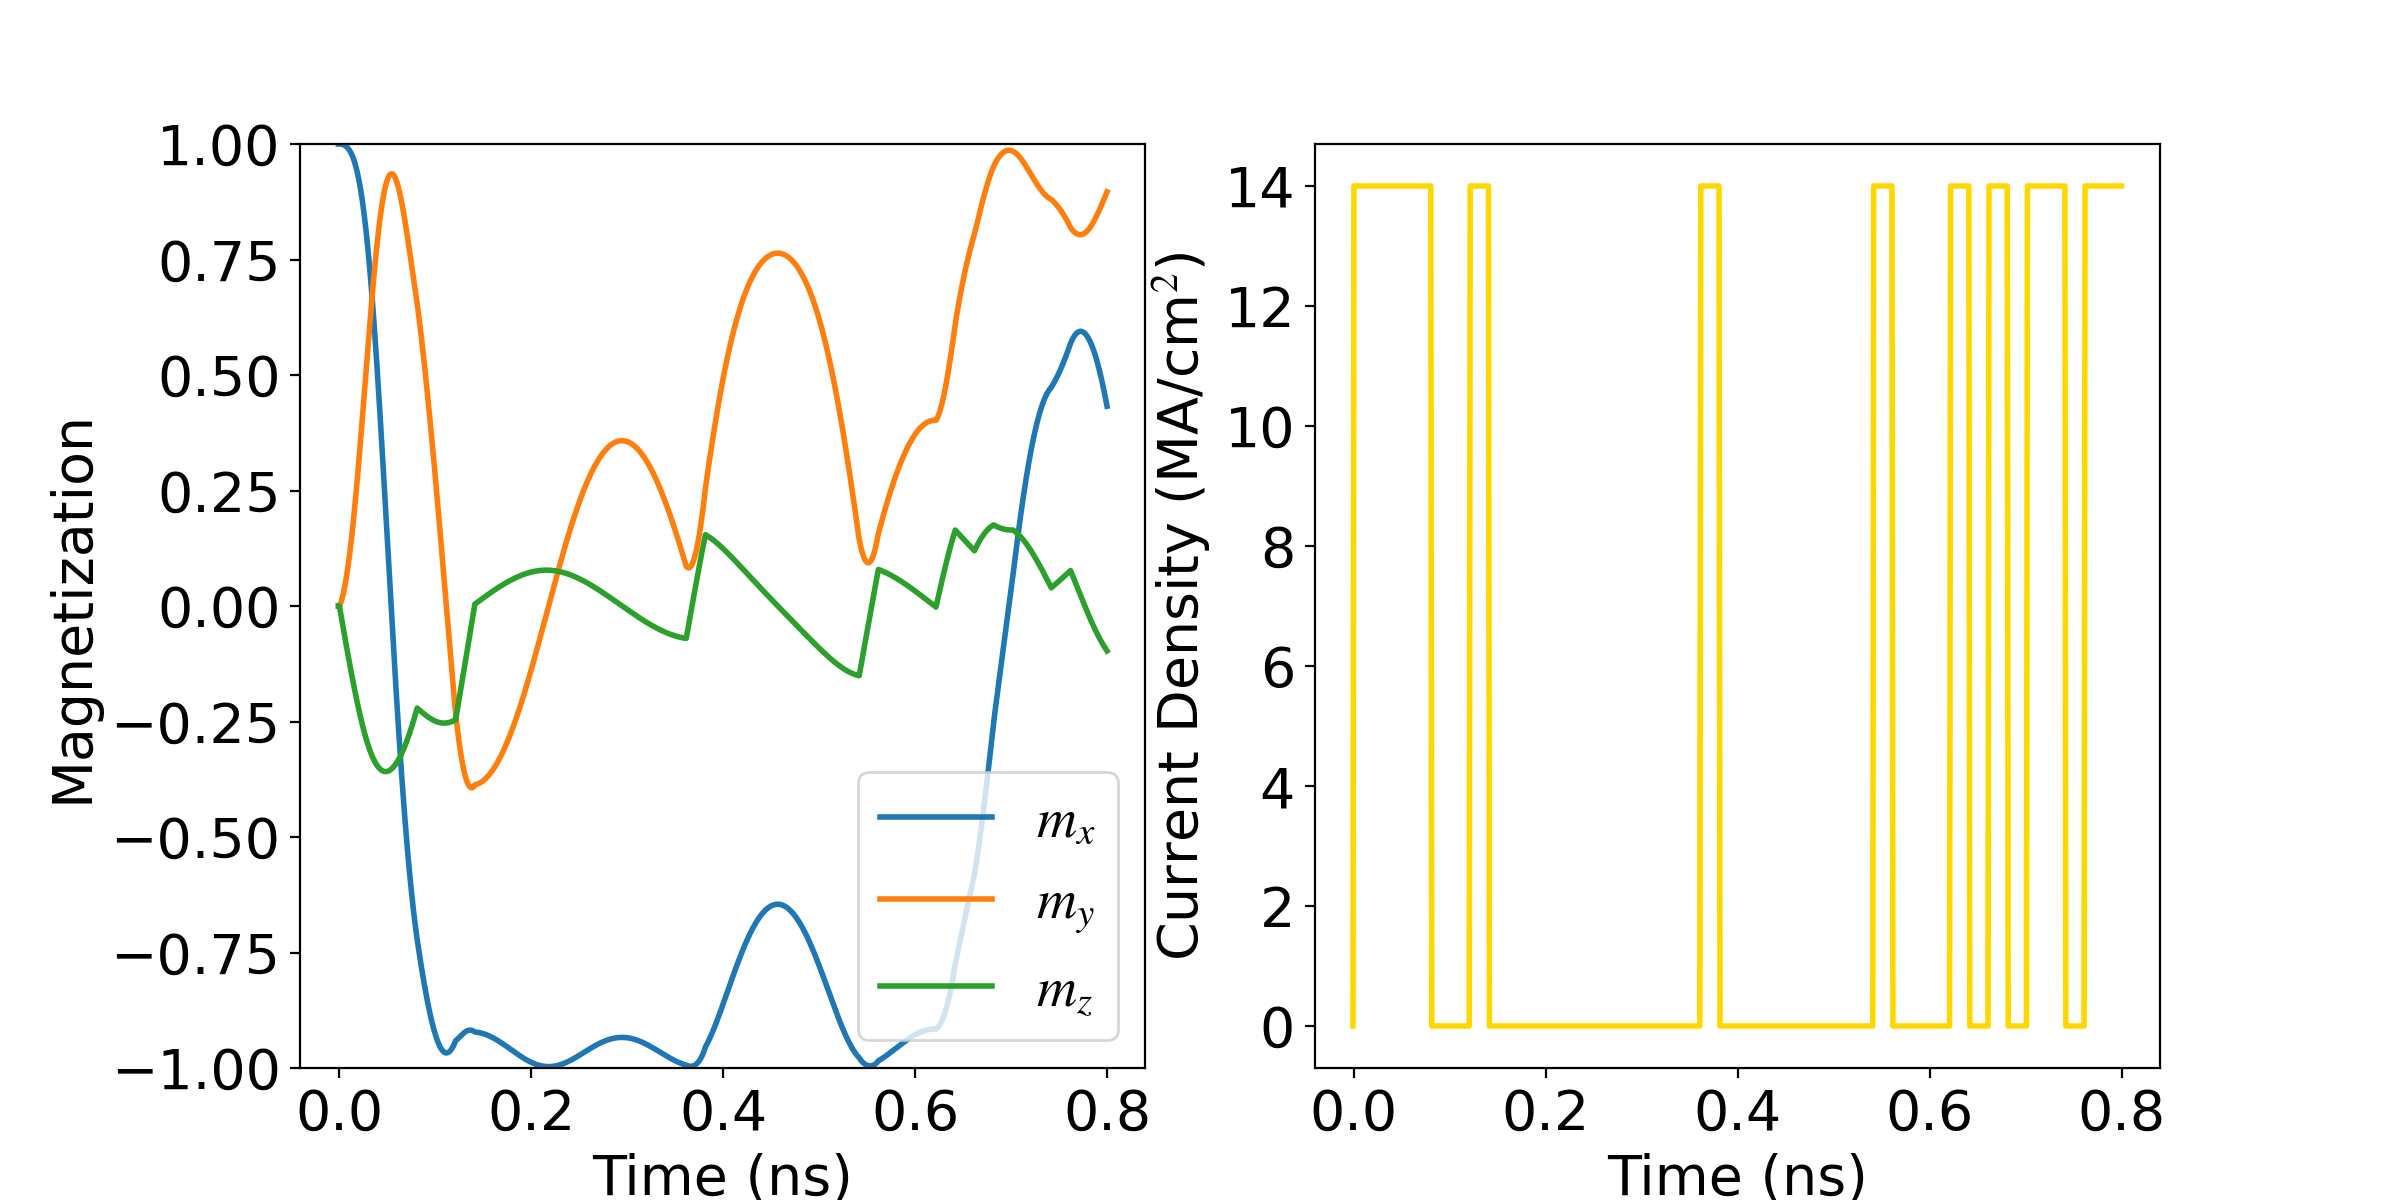 1.00
0.75
0.50
0.25
0.00
−0.25
−0.50
−0.75
−1.00
Magnetization
0.0 0.2 0.4 0.6 0.8
Time (ns)
m_x
m_y
m_z
14
12
10
8
6
4
2
0
Current Density (MA/cm²)
0.0 0.2 0.4 0.6 0.8
Time (ns)